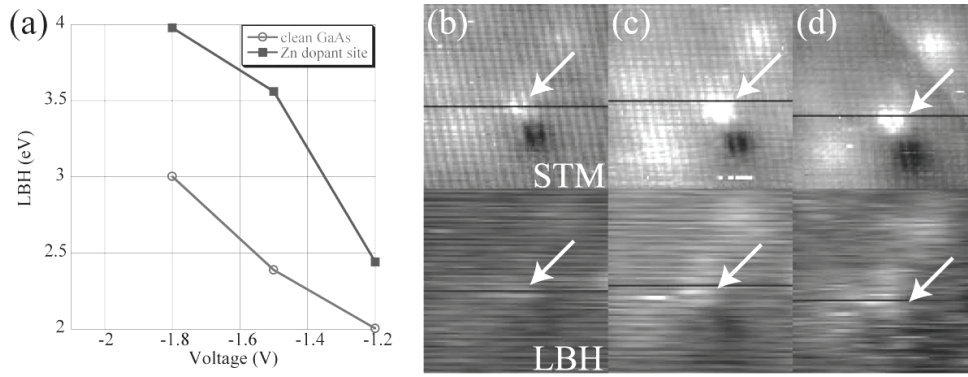 (a)
4
3.5
3
2.5
2
LBH (eV)
-2
-1.8
-1.6
-1.4
-1.2
Voltage (V)
clean GaAs
Zn dopant site
(b)
(c)
(d)
STM
LBH